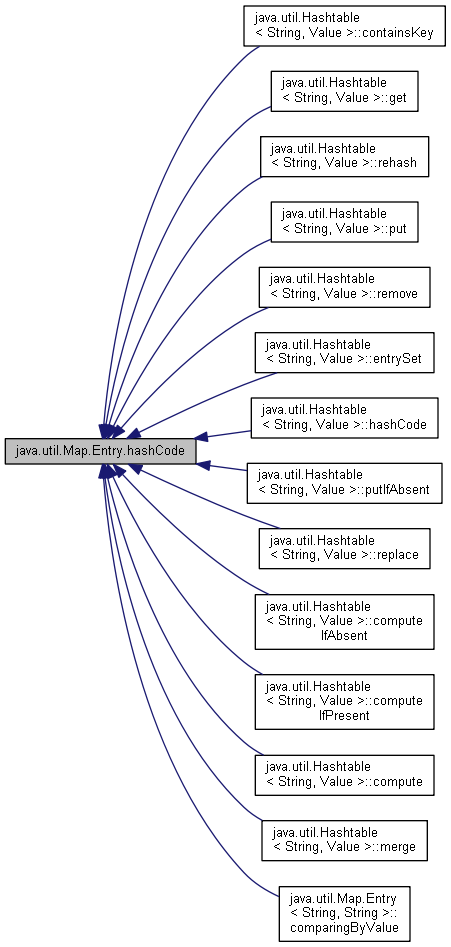 java.util.Hashtable
< String, Value >::containsKey
java.util.Hashtable
< String, Value >::get
java.util.Hashtable
< String, Value >::rehash
java.util.Hashtable
< String, Value >::put
java.util.Hashtable
< String, Value >::remove
java.util.Hashtable
< String, Value >::entrySet
java.util.Hashtable
< String, Value >::hashCode
java.util.Map.Entry.hashCode
java.util.Hashtable
< String, Value >::putIfAbsent
java.util.Hashtable
< String, Value >::replace
java.util.Hashtable
< String, Value >::compute
IfAbsent
java.util.Hashtable
< String, Value >::compute
IfPresent
java.util.Hashtable
< String, Value >::compute
java.util.Hashtable
< String, Value >::merge
java.util.Map.Entry
< String, String >::
comparingByValue